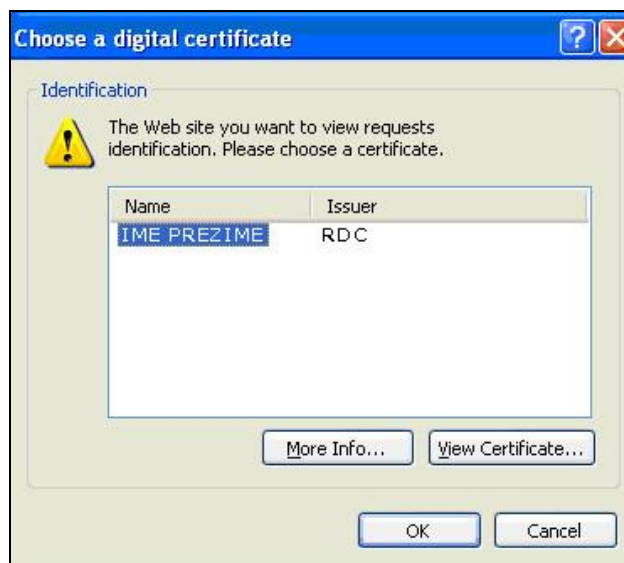 Choose a digital certificate
Identification
The Web site you want to view requests
identification. Please choose a certificate.
Name Issuer
IME PREZIME RDC
More Info... View Certificate...
OK Cancel